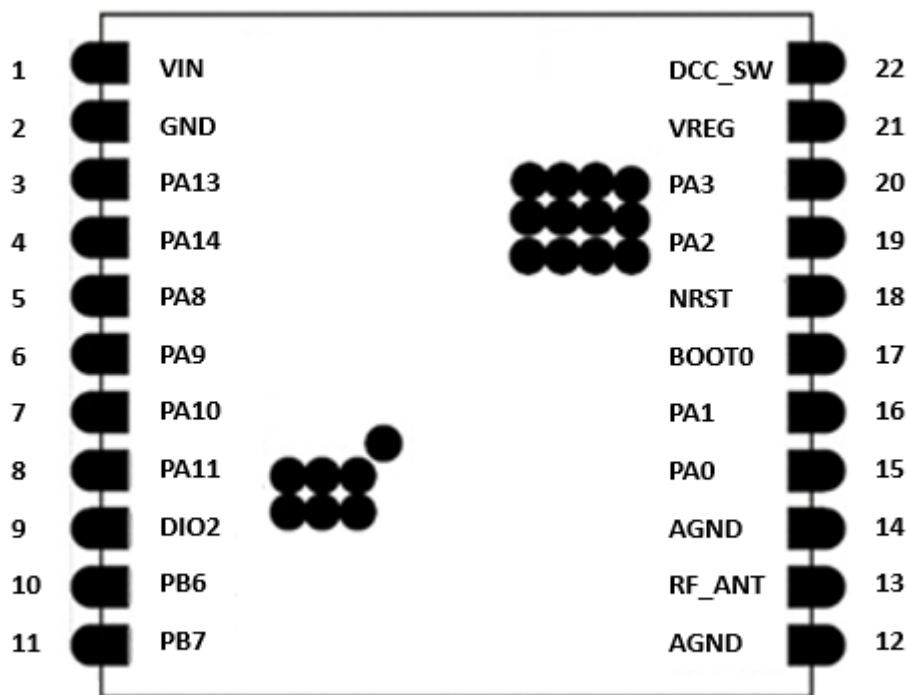 1 VIN DCC_SW 22
2 GND VREG 21
3 PA13 PA3 20
4 PA14 PA2 19
5 PA8 NRST 18
6 PA9 BOOT0 17
7 PA10 PA1 16
8 PA11 PA0 15
9 DIO2 AGND 14
10 PB6 RF_ANT 13
11 PB7 AGND 12